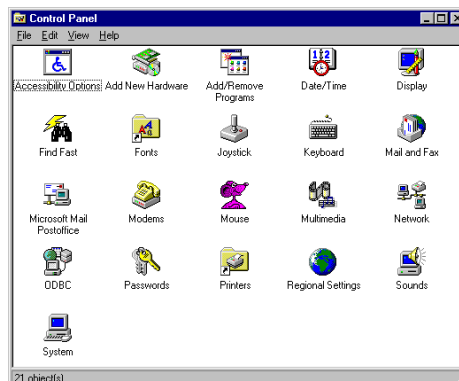 Control Panel
File Edit View Help
Accessibility Options Add New Hardware Add/Remove Programs Date/Time Display
Find Fast Fonts Joystick Keyboard Mail and Fax
Microsoft Mail Postoffice Modems Mouse Multimedia Network
ODBC Passwords Printers Regional Settings Sounds
System
21 object(s)